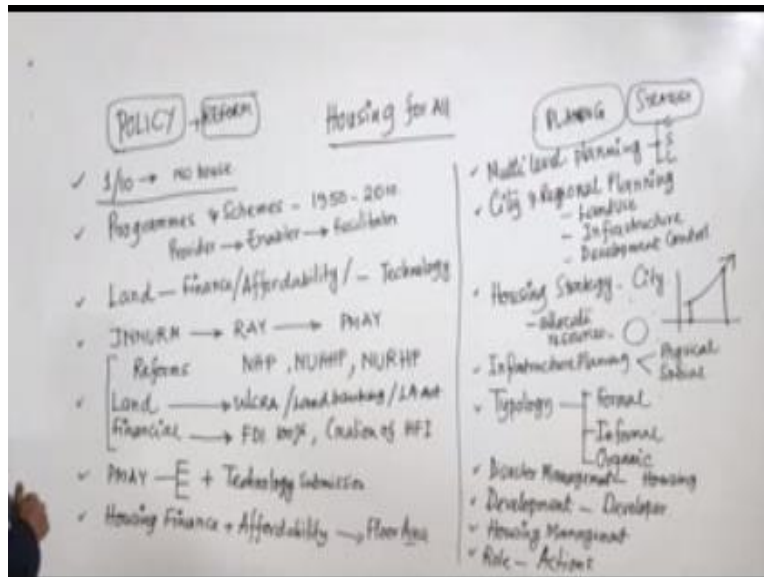 Housing for All
POLICY + REFORM
✓ 1/10 → no house
✓ Programmes & Schemes - 1950 - 2010
Provider → Enabler → Facilitator
✓ Land - Finance/Affordability/ - Technology
✓ JNNURM → RAY → PMAY
Reforms NHP, NUHHP, NURHP
✓ Land → ULCRA / Land banking / LA Act
Financial → FDI 100%, Creation of HFI
✓ PMAY - + Technology Submission
✓ Housing Finance + Affordability → Floor Area
PLANNING STRATEGY
✓ Multi level planning
✓ City & Regional Planning
- Landuse
- Infrastructure
- Development Control
✓ Housing Strategy - City
- allocate
resources
✓ Infrastructure Planning < Physical
Social
✓ Typology - Formal
- Informal
- Organic
✓ Disaster Management Housing
✓ Development - Developer
✓ Housing Management
✓ Role - Actions